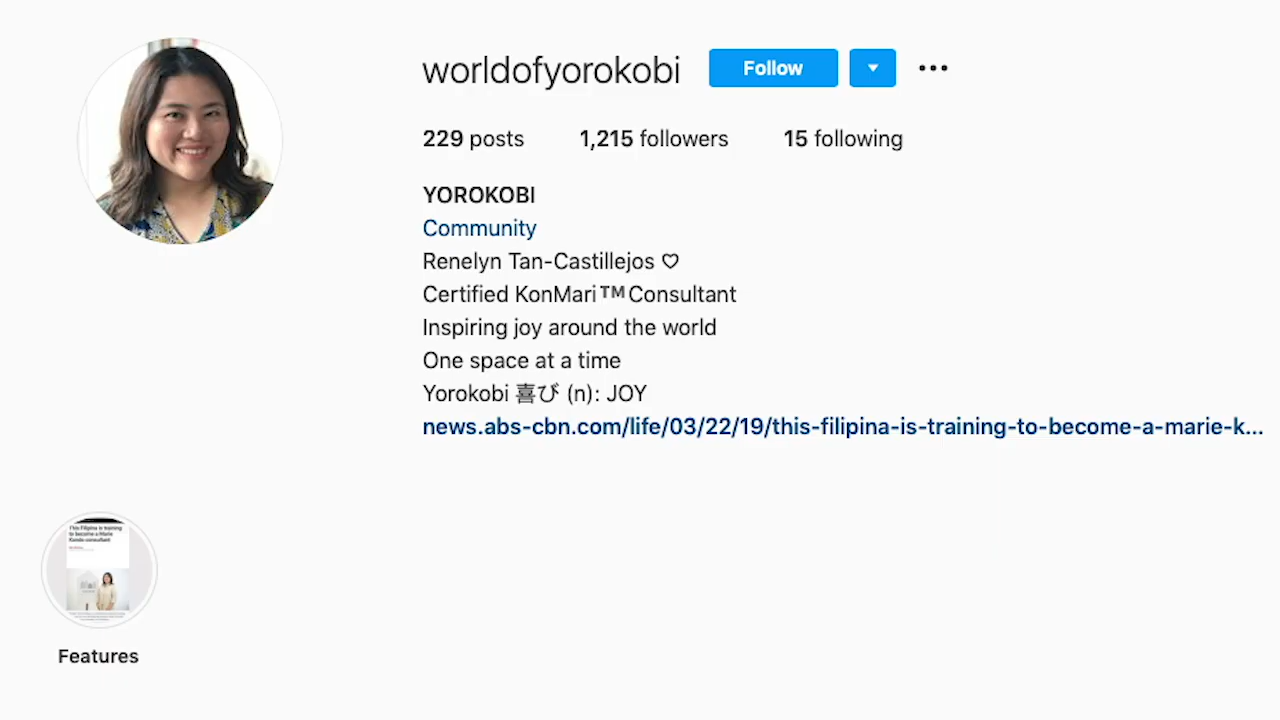 worldofyorokobi Follow
229 posts 1,215 followers 15 following
YOROKOBI
Community
Renelyn Tan-Castillejos ♡
Certified KonMari™Consultant
Inspiring joy around the world
One space at a time
Yorokobi 喜び (n): JOY
news.abs-cbn.com/life/03/22/19/this-filipina-is-training-to-become-a-marie-k...
This Filipina is training
to become a Marie
Kondo consultant
Features